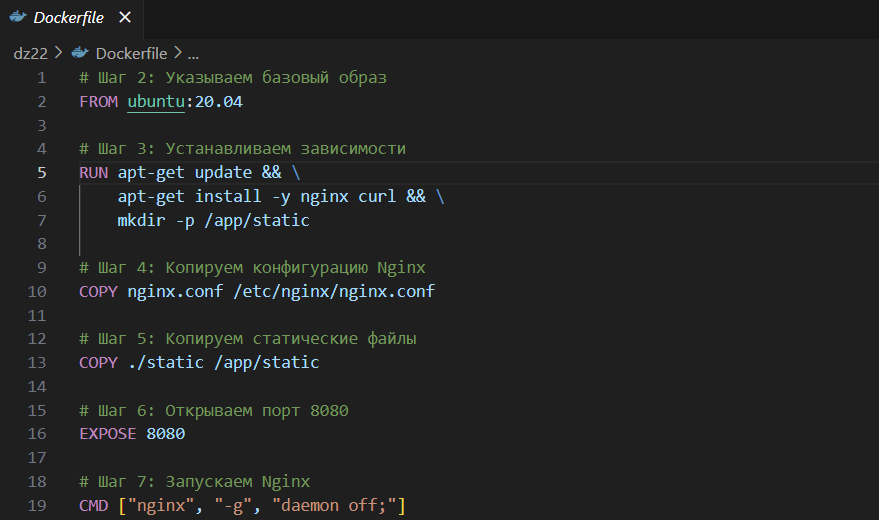 Dockerfile ×
dz22 > Dockerfile > ...
1 # Шаг 2: Указываем базовый образ
2 FROM ubuntu:20.04
3
4 # Шаг 3: Устанавливаем зависимости
5 RUN apt-get update && \
6     apt-get install -y nginx curl && \
7     mkdir -p /app/static
8
9 # Шаг 4: Копируем конфигурацию Nginx
10 COPY nginx.conf /etc/nginx/nginx.conf
11
12 # Шаг 5: Копируем статические файлы
13 COPY ./static /app/static
14
15 # Шаг 6: Открываем порт 8080
16 EXPOSE 8080
17
18 # Шаг 7: Запускаем Nginx
19 CMD ["nginx", "-g", "daemon off;"]